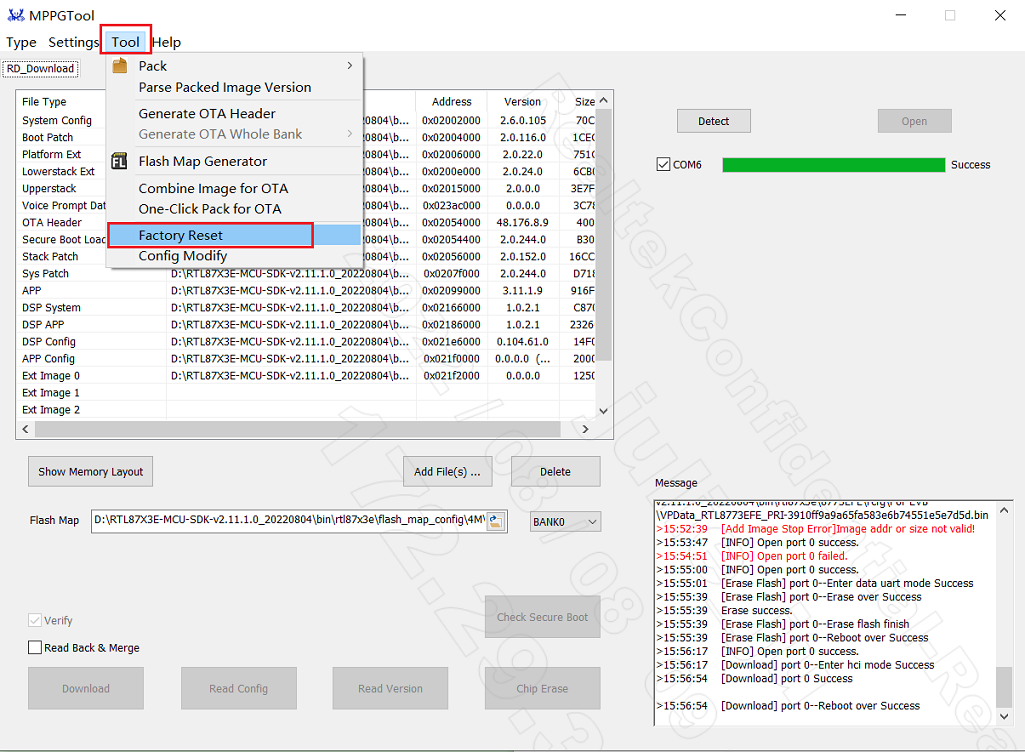 MPPGTool
Type Settings Tool Help
RD_Download
Pack
Parse Packed Image Version
Generate OTA Header
Generate OTA Whole Bank
Flash Map Generator
Combine Image for OTA
One-Click Pack for OTA
Factory Reset
Config Modify
File Type Address Version Size
System Config 0804\b... 0x02002000 2.6.0.105 70C
Boot Patch 0804\b... 0x02004000 2.0.116.0 1CEC
Platform Ext 0804\b... 0x02006000 2.0.22.0 751C
Lowerstack Ext 0804\b... 0x0200e000 2.0.24.0 6CB0
Upperstack 0804\b... 0x02015000 2.0.0.0 3E7F
Voice Prompt Dat 0804\b... 0x023ac000 0.0.0.0 3C78
OTA Header 0804\b... 0x02054000 48.176.8.9 400
Secure Boot Load 0804\b... 0x02054400 2.0.244.0 B30
Stack Patch 0804\b... 0x02056000 2.0.152.0 16CC
Sys Patch D:\RTL87X3E-MCU-SDK-v2.11.1.0_20220804\b... 0x0207f000 2.0.244.0 D718
APP D:\RTL87X3E-MCU-SDK-v2.11.1.0_20220804\b... 0x02099000 3.11.1.9 916F
DSP System D:\RTL87X3E-MCU-SDK-v2.11.1.0_20220804\b... 0x02166000 1.0.2.1 C870
DSP APP D:\RTL87X3E-MCU-SDK-v2.11.1.0_20220804\b... 0x02186000 1.0.2.1 2326
DSP Config D:\RTL87X3E-MCU-SDK-v2.11.1.0_20220804\b... 0x021e6000 0.104.61.0 14F0
APP Config D:\RTL87X3E-MCU-SDK-v2.11.1.0_20220804\b... 0x021f0000 0.0.0.0 (... 2000
Ext Image 0 D:\RTL87X3E-MCU-SDK-v2.11.1.0_20220804\b... 0x021f2000 0.0.0.0 1250
Ext Image 1
Ext Image 2
Detect Open
COM6 Success
Show Memory Layout Add File(s) ... Delete
Flash Map D:\RTL87X3E-MCU-SDK-v2.11.1.0_20220804\bin\rtl87x3e\flash_map_config\4M\ BANK0
Verify
Read Back & Merge
Check Secure Boot
Download Read Config Read Version Chip Erase
Message
\VPData_RTL8773EFE_PRI-3910ff9a9a65fa583e6b74551e5e7d5d.bin
>15:52:39 [Add Image Stop Error]Image addr or size not valid!
>15:53:47 [INFO] Open port 0 success.
>15:54:51 [INFO] Open port 0 failed.
>15:55:00 [INFO] Open port 0 success.
>15:55:01 [Erase Flash] port 0--Enter data uart mode Success
>15:55:39 [Erase Flash] port 0--Erase over Success
>15:55:39 Erase success.
>15:55:39 [Erase Flash] port 0--Erase flash finish
>15:55:39 [Erase Flash] port 0--Reboot over Success
>15:56:17 [INFO] Open port 0 success.
>15:56:17 [Download] port 0--Enter hci mode Success
>15:56:54 [Download] port 0 Success
>15:56:54 [Download] port 0--Reboot over Success